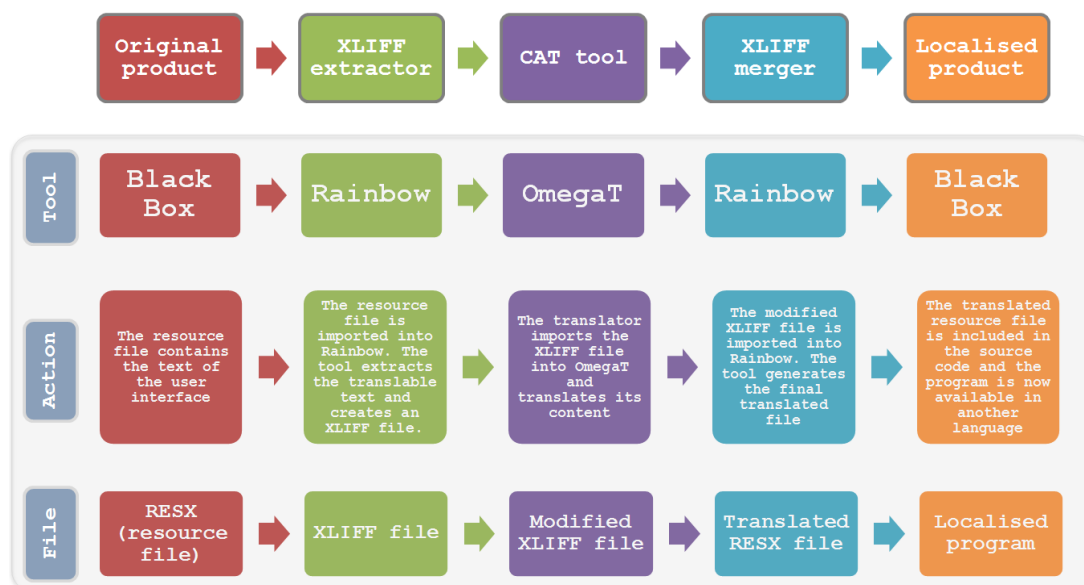 Original
product
XLIFF
extractor
CAT tool
XLIFF
merger
Localised
product
Tool
Black
Box
Rainbow
OmegaT
Rainbow
Black
Box
Action
The resource
file contains
the text of
the user
interface
The resource
file is
imported into
Rainbow. The
tool extracts
the translable
text and
creates an
XLIFF file.
The translator
imports the
XLIFF file
into OmegaT
and
translates its
content
The modified
XLIFF file is
imported into
Rainbow. The
tool generates
the final
translated
file
The translated
resource file
is included in
the source
code and the
program is now
available in
another
language
File
RESX
(resource
file)
XLIFF file
Modified
XLIFF file
Translated
RESX file
Localised
program